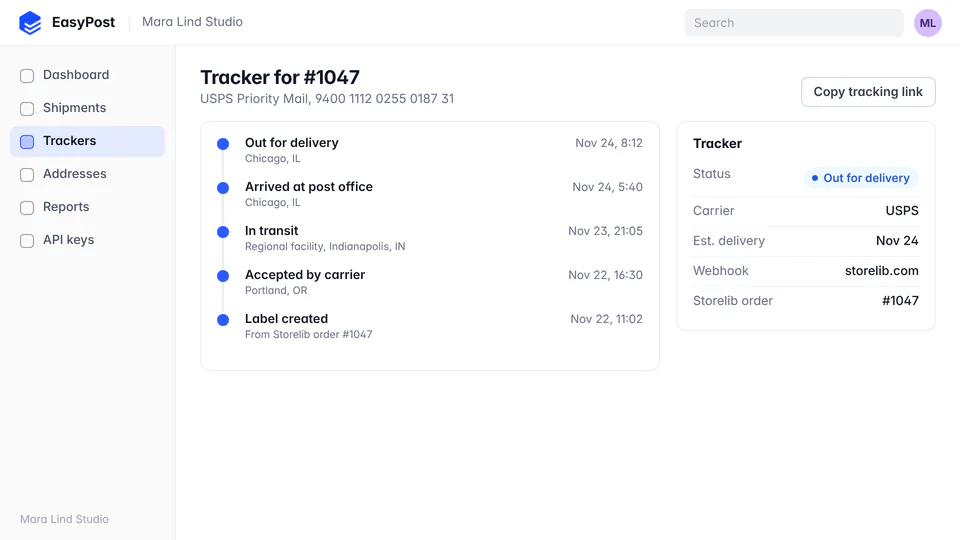 EasyPost
Mara Lind Studio
Search
ML
Dashboard
Shipments
Trackers
Addresses
Reports
API keys
Mara Lind Studio
Tracker for #1047
USPS Priority Mail, 9400 1112 0255 0187 31
Copy tracking link
Out for delivery Nov 24, 8:12
Chicago, IL
Arrived at post office Nov 24, 5:40
Chicago, IL
In transit Nov 23, 21:05
Regional facility, Indianapolis, IN
Accepted by carrier Nov 22, 16:30
Portland, OR
Label created Nov 22, 11:02
From Storelib order #1047
Tracker
Status Out for delivery
Carrier USPS
Est. delivery Nov 24
Webhook storelib.com
Storelib order #1047